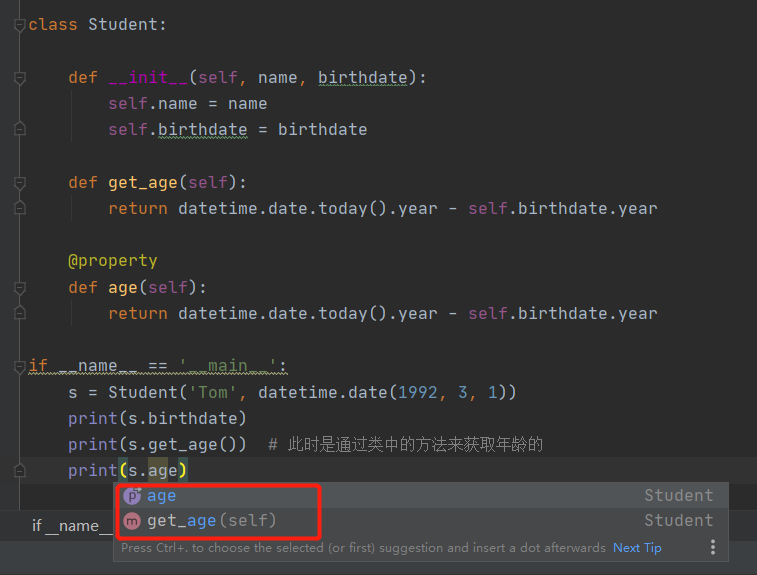 class Student:
def __init__(self, name, birthdate):
self.name = name
self.birthdate = birthdate
def get_age(self):
return datetime.date.today().year - self.birthdate.year
@property
def age(self):
return datetime.date.today().year - self.birthdate.year
if __name__ == '__main__':
s = Student('Tom', datetime.date(1992, 3, 1))
print(s.birthdate)
print(s.get_age())  # 此时是通过类中的方法来获取年龄的
print(s.age)
p age Student
m get_age(self) Student
if __name__
Press Ctrl+. to choose the selected (or first) suggestion and insert a dot afterwards Next Tip